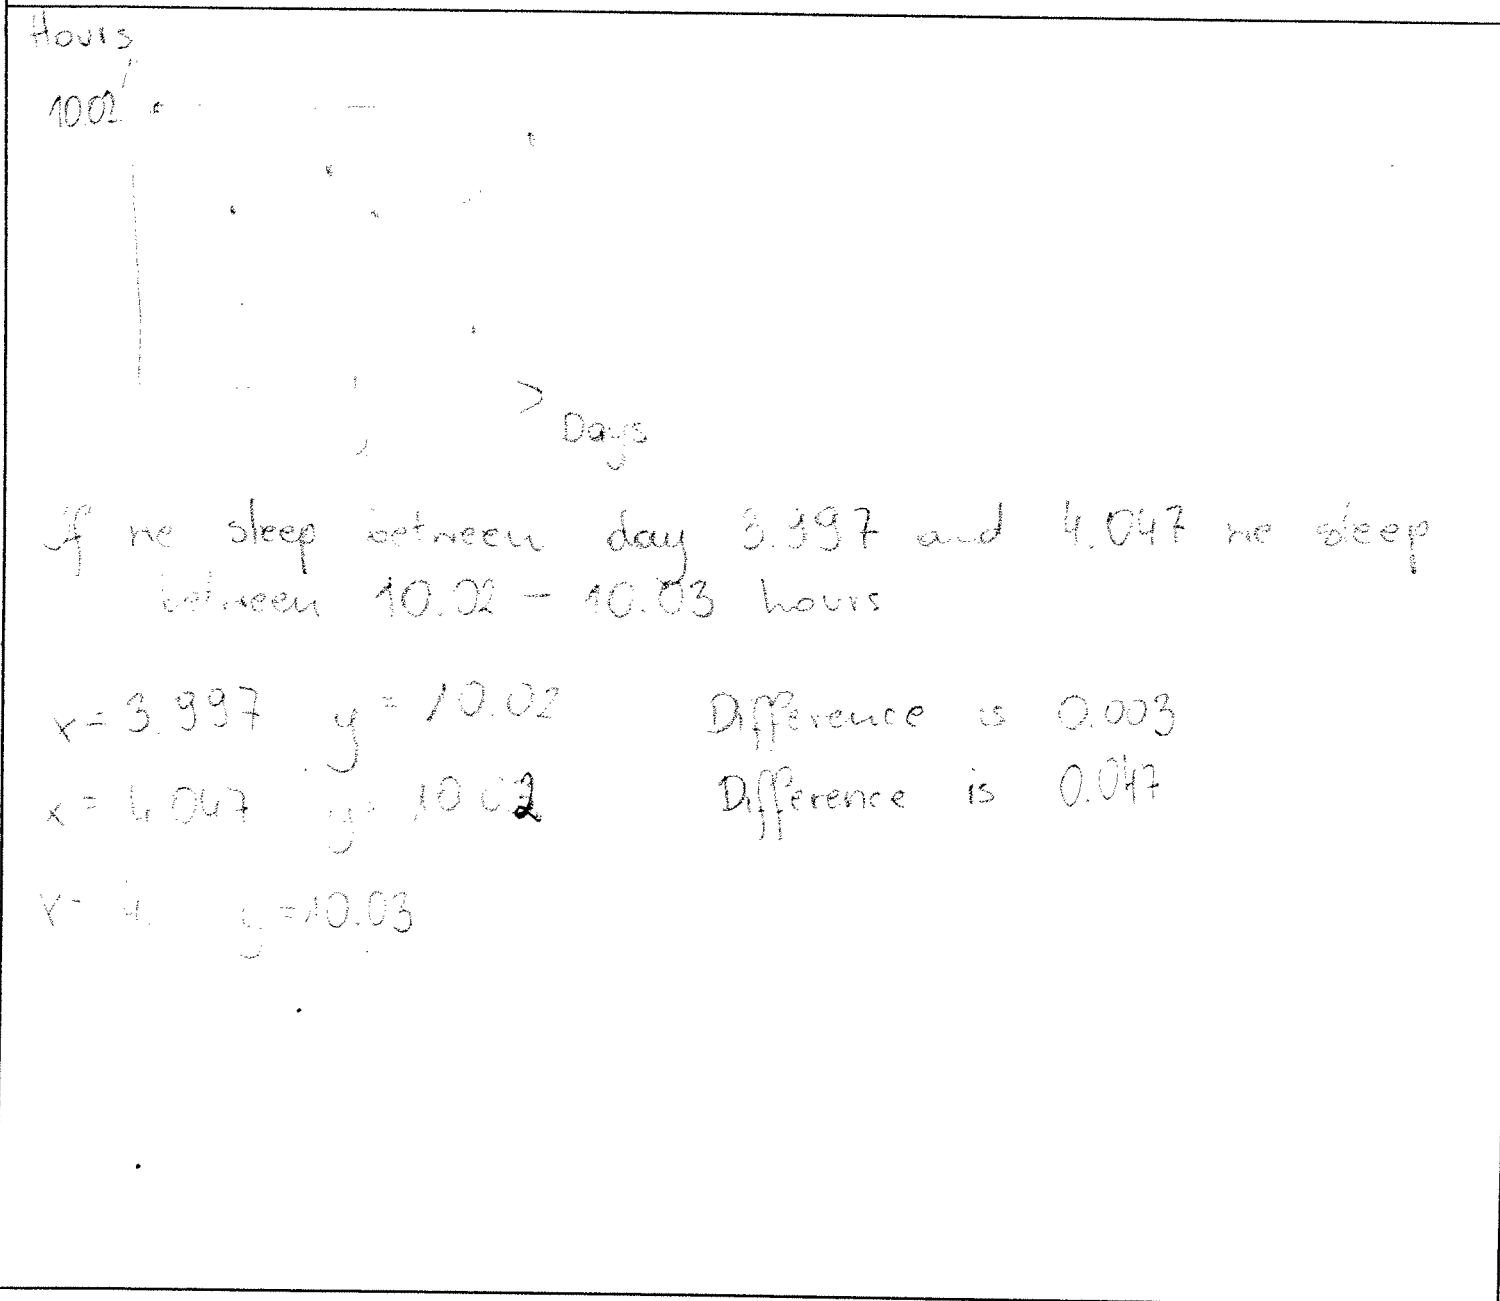 Hours
10.02
Days
If we sleep between day 3.997 and 4.047 we sleep
between 10.02 - 10.03 hours
x = 3.997 y = 10.02 Difference is 0.003
x = 4.047 y = 10.02 Difference is 0.047
x = 4. y = 10.03